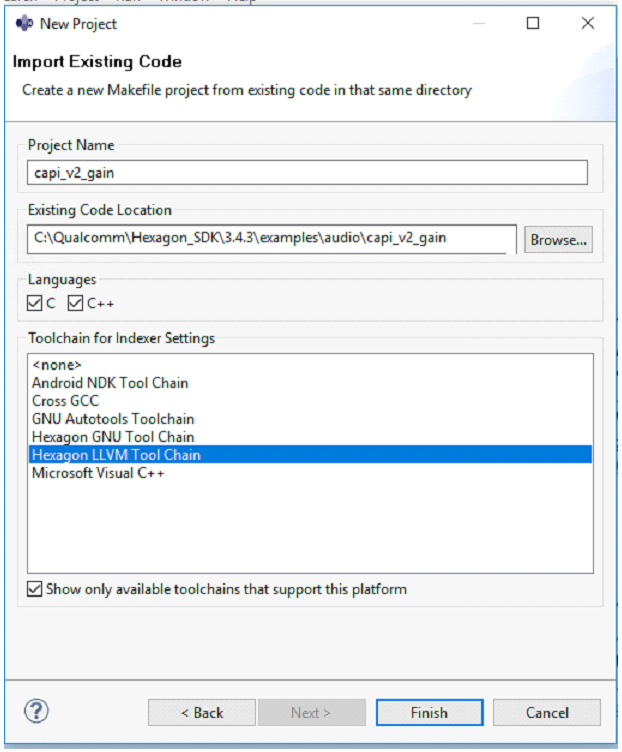 New Project
Import Existing Code
Create a new Makefile project from existing code in that same directory
Project Name
capi_v2_gain
Existing Code Location
C:\Qualcomm\Hexagon_SDK\3.4.3\examples\audio\capi_v2_gain
Browse...
Languages
C C++
Toolchain for Indexer Settings
<none>
Android NDK Tool Chain
Cross GCC
GNU Autotools Toolchain
Hexagon GNU Tool Chain
Hexagon LLVM Tool Chain
Microsoft Visual C++
Show only available toolchains that support this platform
? < Back Next > Finish Cancel